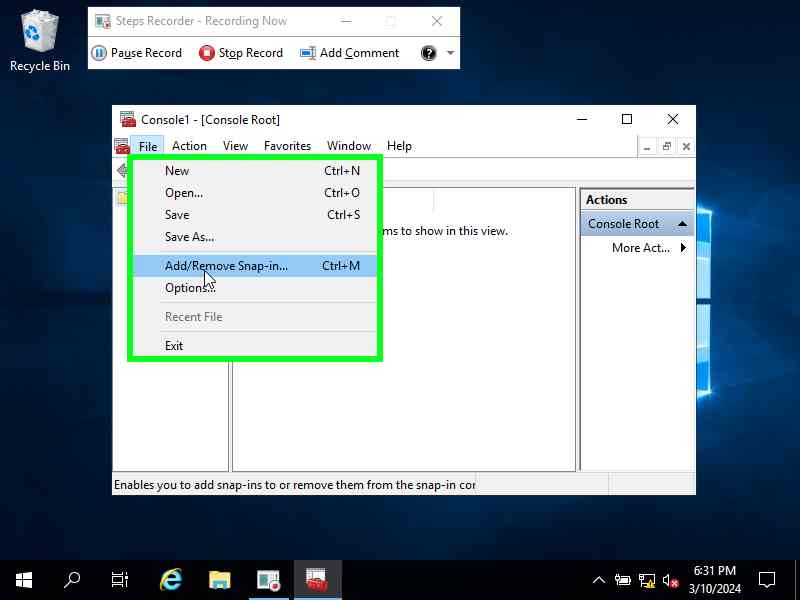 Recycle Bin
Steps Recorder - Recording Now
Pause Record
Stop Record
Add Comment
?
Console1 - [Console Root]
File Action View Favorites Window Help
New Ctrl+N
Open... Ctrl+O
Save Ctrl+S
Save As...
Add/Remove Snap-in... Ctrl+M
Options...
Recent File
Exit
ms to show in this view.
Actions
Console Root
More Act...
Enables you to add snap-ins to or remove them from the snap-in cor
6:31 PM
3/10/2024